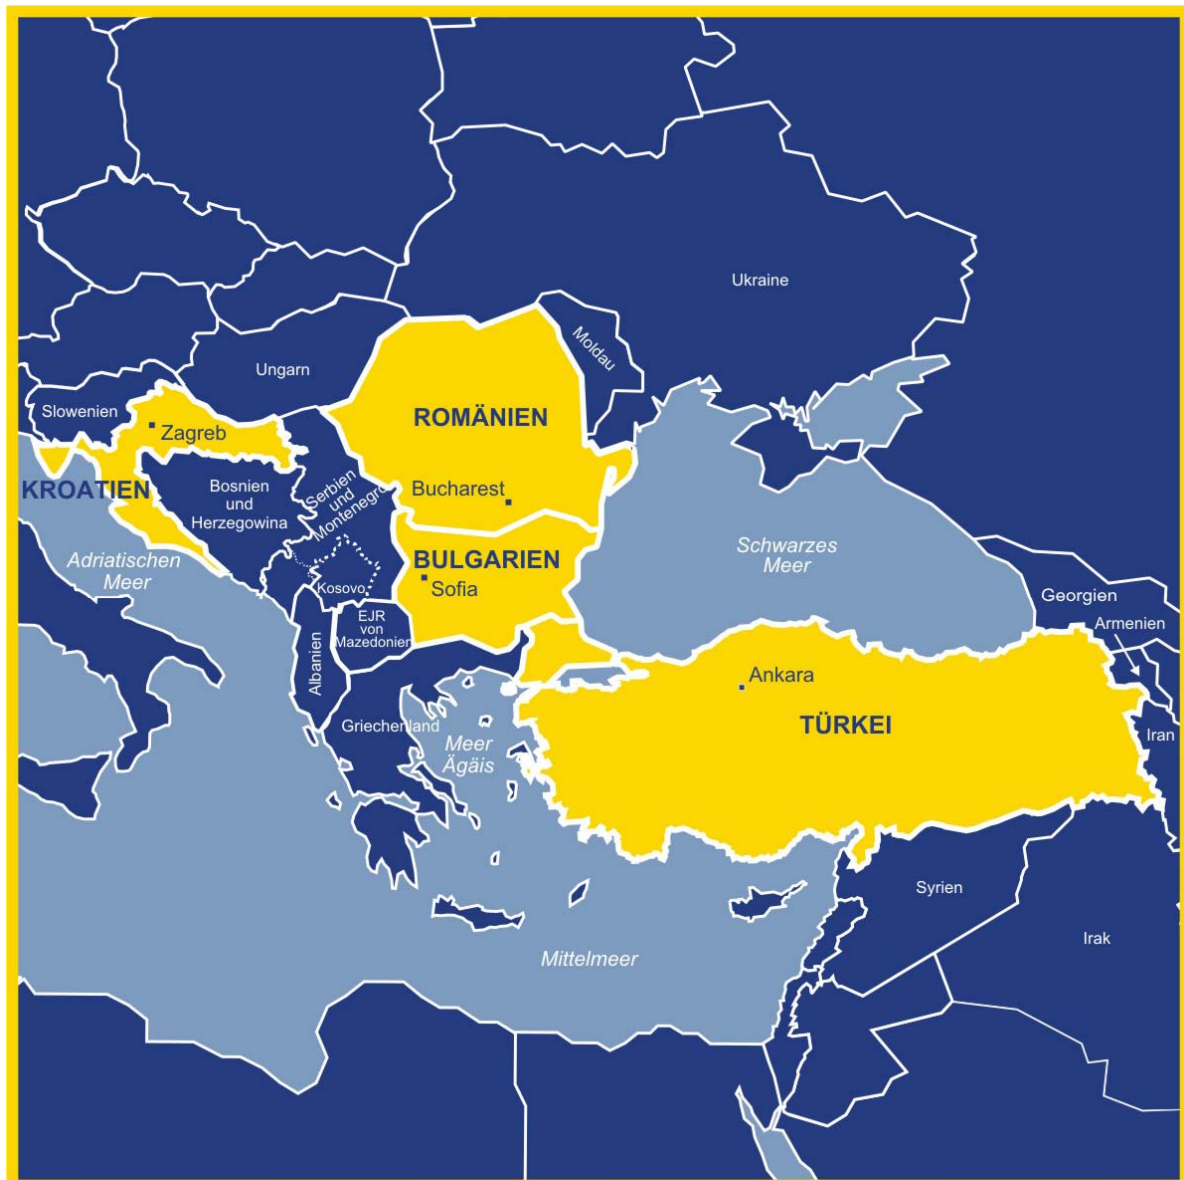 Ukraine
Moldau
Ungarn
Slowenien
ROMÄNIEN
Zagreb
KROATIEN
Bosnien
und
Herzegowina
Serbien
und
Montenegro
Bucharest
Adriatischen
Meer
BULGARIEN
Sofia
Kosovo
Schwarzes
Meer
Georgien
Armenien
EJR
von
Mazedonien
Albanien
Ankara
Griechenland
TÜRKEI
Iran
Meer
Ägäis
Syrien
Irak
Mittelmeer